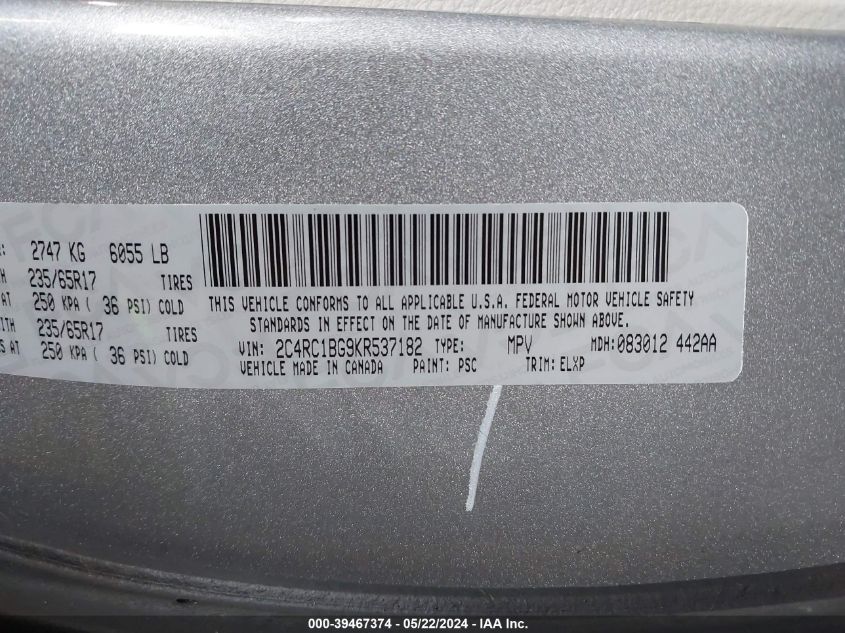 2747 KG 6055 LB
235/65R17 TIRES
AT 250 KPA ( 36 PSI) COLD
235/65R17 TIRES
AT 250 KPA ( 36 PSI) COLD
THIS VEHICLE CONFORMS TO ALL APPLICABLE U.S.A. FEDERAL MOTOR VEHICLE SAFETY
STANDARDS IN EFFECT ON THE DATE OF MANUFACTURE SHOWN ABOVE.
VIN: 2C4RC1BG9KR537182 TYPE: MPV MDH:083012 442AA
VEHICLE MADE IN CANADA PAINT: PSC TRIM: ELXP
000-39467374 - 05/22/2024 - IAA Inc.